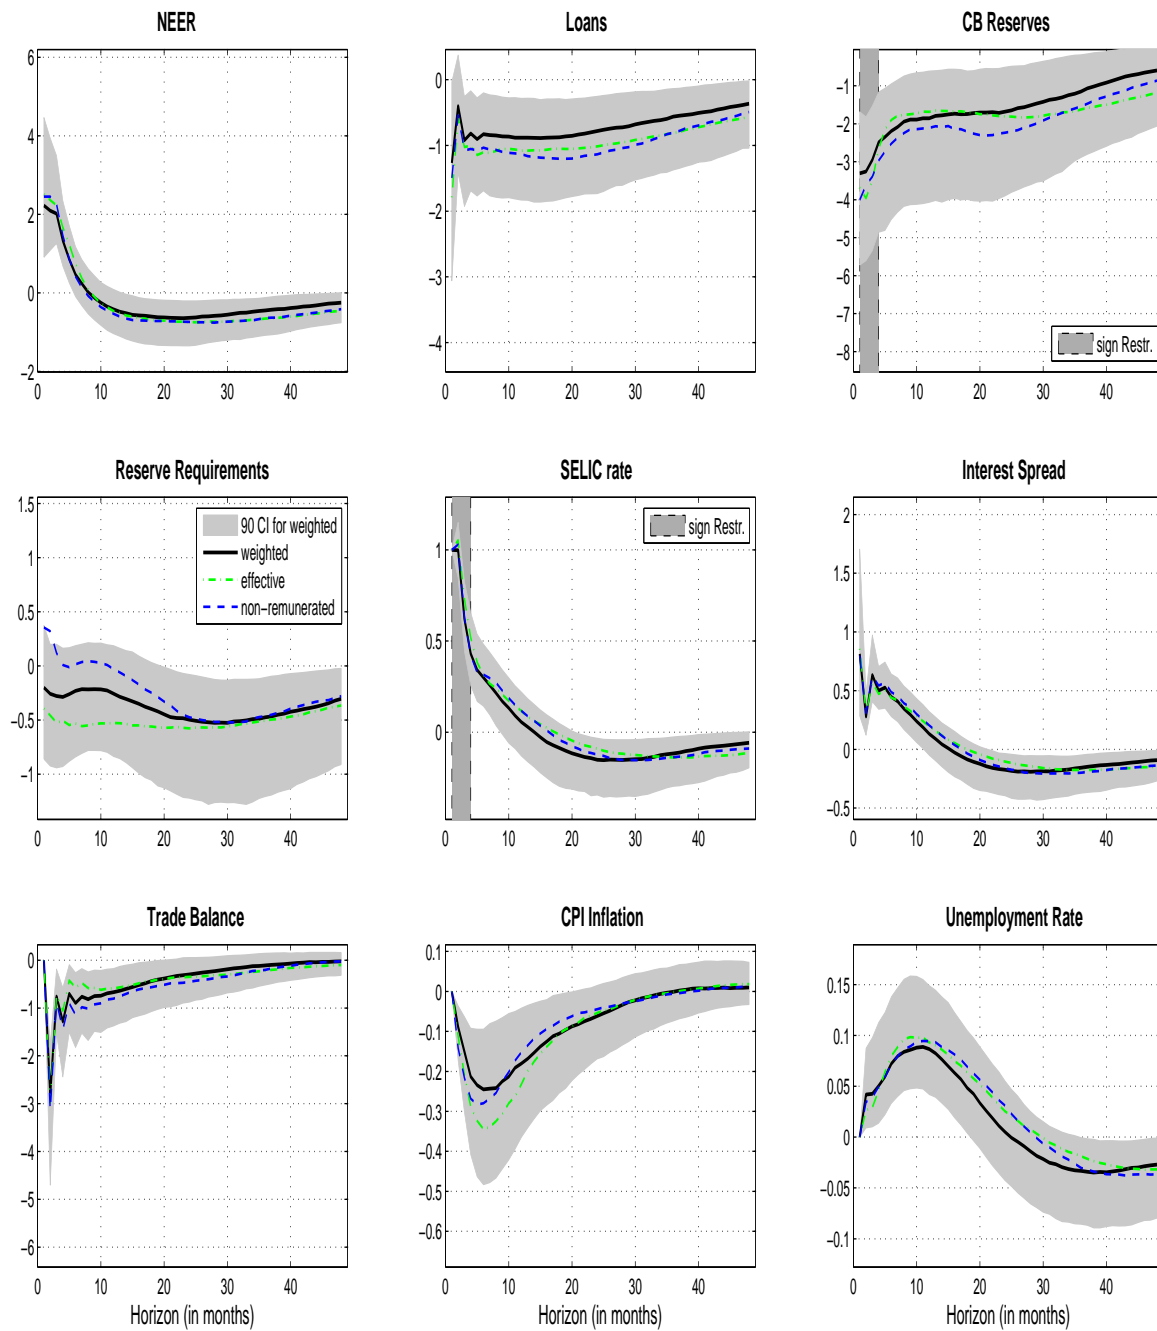 NEER
6
4
2
0
−2
0 10 20 30 40
Loans
0
−1
−2
−3
−4
0 10 20 30 40
CB Reserves
−1
−2
−3
−4
−5
−6
−7
−8
sign Restr.
0 10 20 30 40
Reserve Requirements
1.5
1
0.5
0
−0.5
−1
90 CI for weighted
weighted
effective
non−remunerated
0 10 20 30 40
SELIC rate
1
0.5
0
sign Restr.
0 10 20 30 40
Interest Spread
2
1.5
1
0.5
0
−0.5
0 10 20 30 40
Trade Balance
0
−1
−2
−3
−4
−5
−6
0 10 20 30 40
Horizon (in months)
CPI Inflation
0.1
0
−0.1
−0.2
−0.3
−0.4
−0.5
−0.6
0 10 20 30 40
Horizon (in months)
Unemployment Rate
0.15
0.1
0.05
0
−0.05
−0.1
0 10 20 30 40
Horizon (in months)